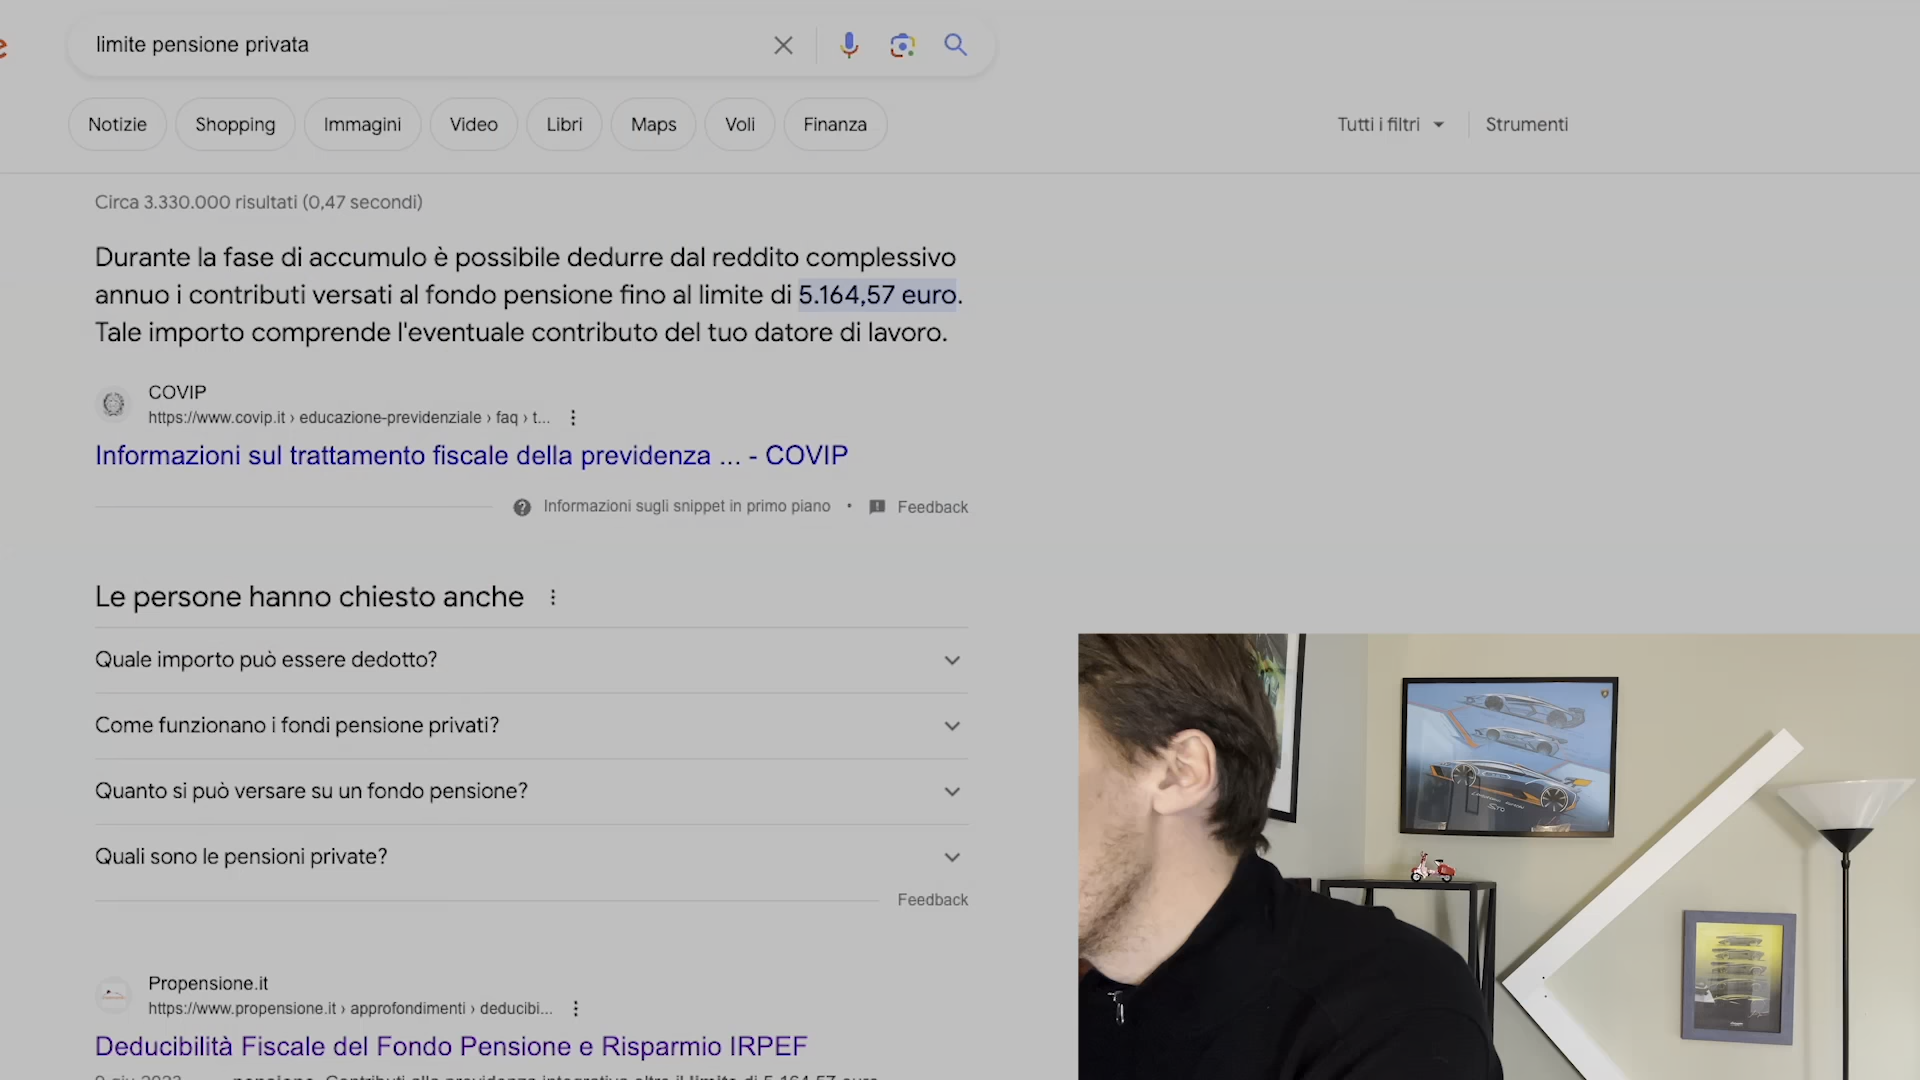 limite pensione privata
Notizie
Shopping
Immagini
Video
Libri
Maps
Voli
Finanza
Tutti i filtri
Strumenti
Circa 3.330.000 risultati (0,47 secondi)
Durante la fase di accumulo è possibile dedurre dal reddito complessivo
annuo i contributi versati al fondo pensione fino al limite di 5.164,57 euro.
Tale importo comprende l'eventuale contributo del tuo datore di lavoro.
COVIP
https://www.covip.it › educazione-previdenziale › faq › t...
Informazioni sul trattamento fiscale della previdenza ... - COVIP
Informazioni sugli snippet in primo piano • Feedback
Le persone hanno chiesto anche
Quale importo può essere dedotto?
Come funzionano i fondi pensione privati?
Quanto si può versare su un fondo pensione?
Quali sono le pensioni private?
Feedback
Propensione.it
https://www.propensione.it › approfondimenti › deducibi...
Deducibilità Fiscale del Fondo Pensione e Risparmio IRPEF